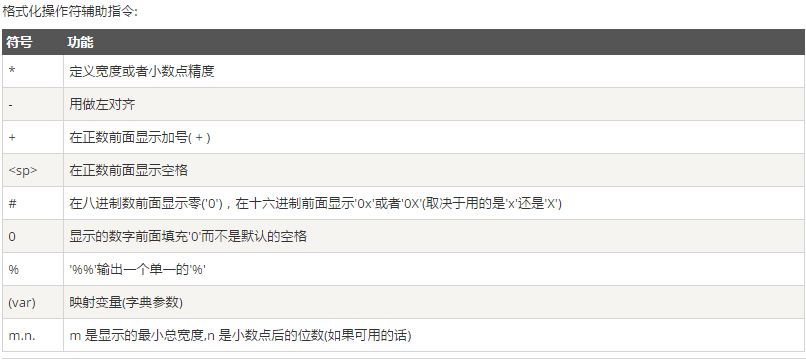 格式化操作符辅助指令:
符号 功能
* 定义宽度或者小数点精度
- 用做左对齐
+ 在正数前面显示加号( + )
<sp> 在正数前面显示空格
# 在八进制数前面显示零('0')，在十六进制前面显示'0x'或者'0X'(取决于用的是'x'还是'X')
0 显示的数字前面填充'0'而不是默认的空格
% '%%'输出一个单一的'%'
(var) 映射变量(字典参数)
m.n. m 是显示的最小总宽度,n 是小数点后的位数(如果可用的话)